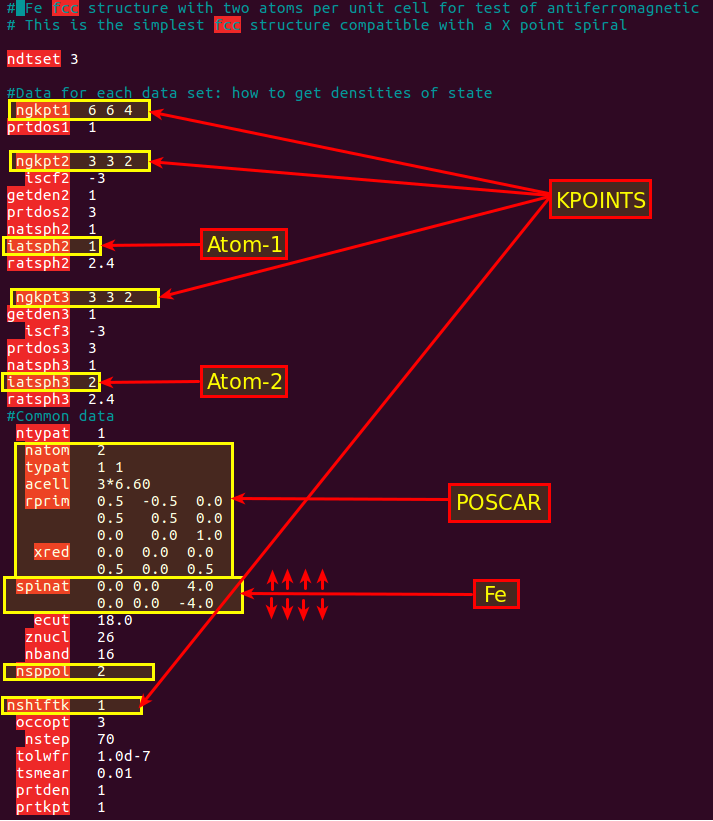 # Fe fcc structure with two atoms per unit cell for test of antiferromagnetic
# This is the simplest fcc structure compatible with a X point spiral
ndtset 3
#Data for each data set: how to get densities of state
ngkpt1 6 6 4
prtdos1 1
KPOINTS
ngkpt2 3 3 2
iscf2 -3
getden2 1
prtdos2 3
natsph2 1
iatsph2 1
Atom-1
ratsph2 2.4
ngkpt3 3 3 2
getden3 1
iscf3 -3
prtdos3 3
natsph3 1
iatsph3 2
Atom-2
ratsph3 2.4
#Common data
ntypat 1
natom 2
typat 1 1
acell 3*6.60
rprim 0.5 -0.5 0.0
0.5 0.5 0.0
0.0 0.0 1.0
POSCAR
xred 0.0 0.0 0.0
0.5 0.0 0.5
spinat 0.0 0.0 4.0
0.0 0.0 -4.0
Fe
ecut 18.0
znucl 26
nband 16
nsppol 2
nshiftk 1
occopt 3
nstep 70
tolwfr 1.0d-7
tsmear 0.01
prtden 1
prtkpt 1